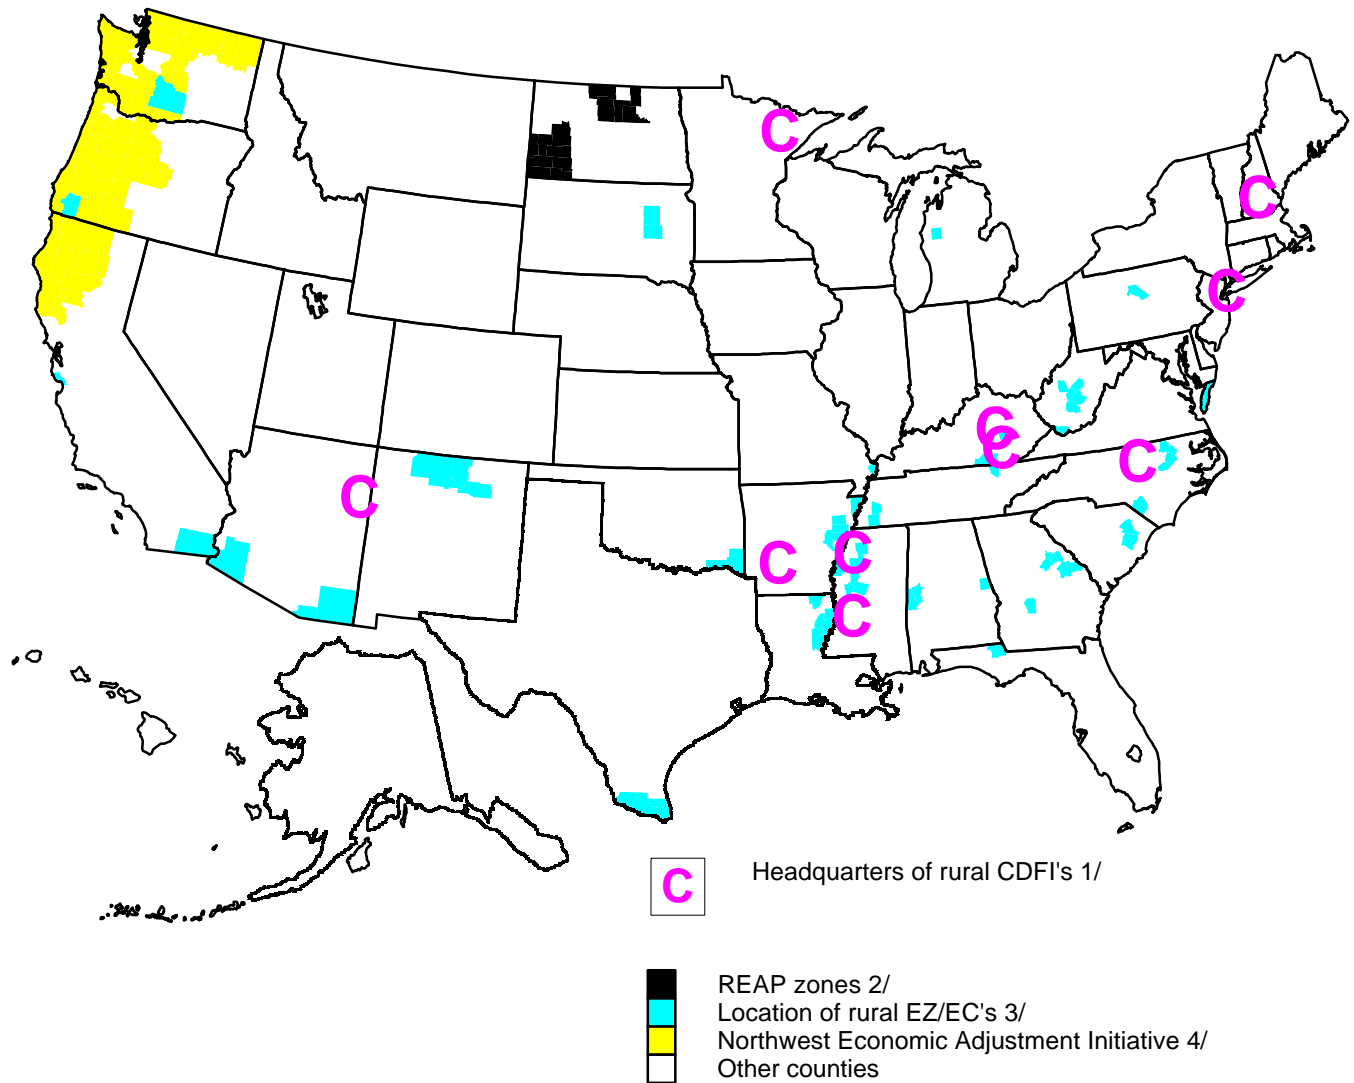 C
C
C
C
C
C
C
C
C
C
C Headquarters of rural CDFI's 1/
REAP zones 2/
Location of rural EZ/EC's 3/
Northwest Economic Adjustment Initiative 4/
Other counties